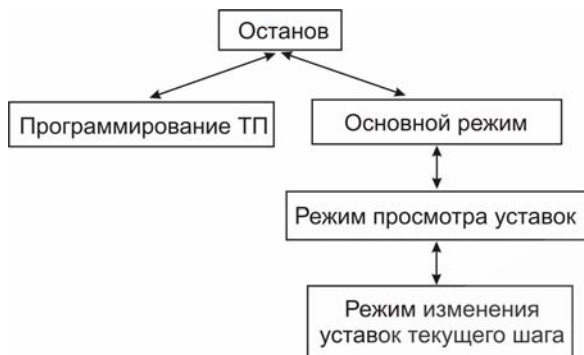 Останов
Программирование ТП
Основной режим
Режим просмотра уставок
Режим изменения
уставок текущего шага